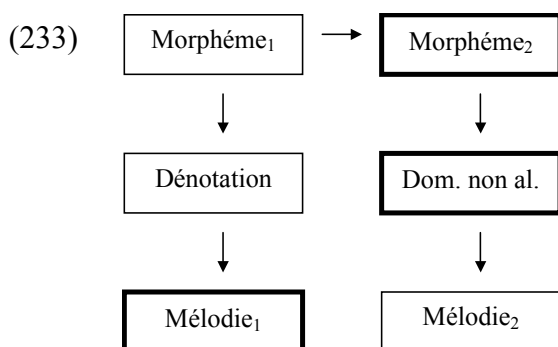 (233) Morphéme₁ Morphéme₂
Dénotation Dom. non al.
Mélodie₁ Mélodie₂